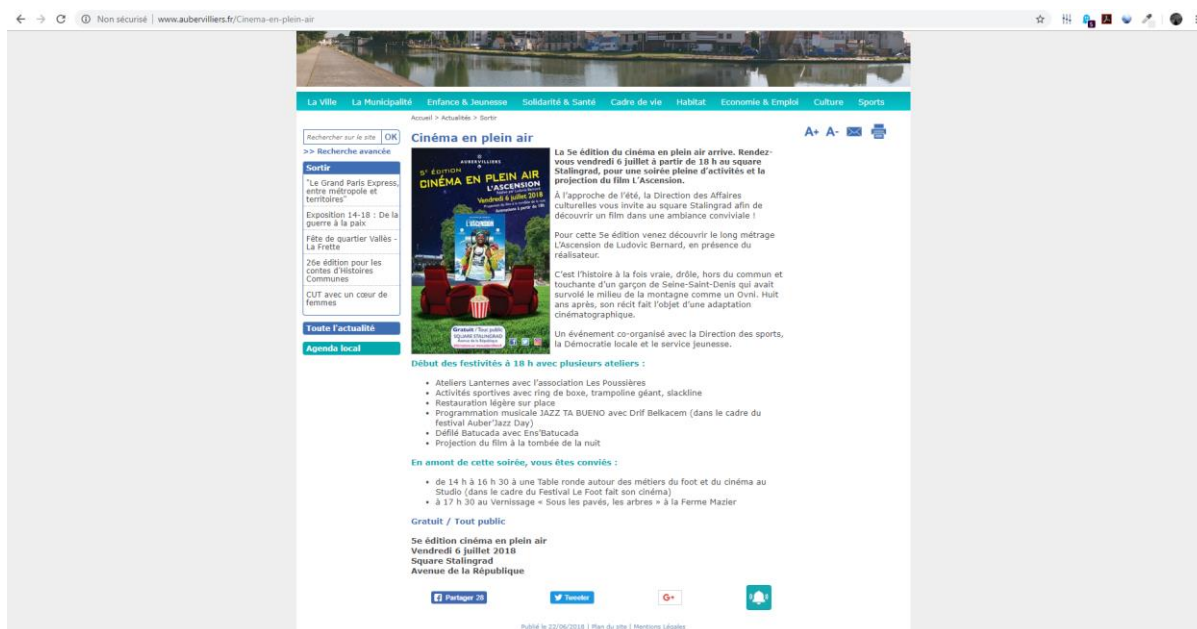 Non sécurisé | www.aubervilliers.fr/Cinema-en-plein-air
La Ville La Municipalité Enfance & Jeunesse Solidarité & Santé Cadre de vie Habitat Economie & Emploi Culture Sports
Accueil > Actualités > Sortir
A+ A-
Rechercher sur le site OK
>> Recherche avancée
Sortir
"Le Grand Paris Express,
entre métropole et
territoires"
Exposition 14-18 : De la
guerre à la paix
Fête de quartier Vallès -
La Frette
26e édition pour les
contes d'Histoires
Communes
CUT avec un cœur de
femmes
Toute l'actualité
Agenda local
Cinéma en plein air
AUBERVILLIERS
5e ÉDITION
CINÉMA EN PLEIN AIR
L'ASCENSION
Vendredi 6 juillet 2018
L'ASCENSION
Gratuit / Tout public
SQUARE STALINGRAD
Avenue de la République
La 5e édition du cinéma en plein air arrive. Rendez-
vous vendredi 6 juillet à partir de 18 h au square
Stalingrad, pour une soirée pleine d'activités et la
projection du film L'Ascension.
À l'approche de l'été, la Direction des Affaires
culturelles vous invite au square Stalingrad afin de
découvrir un film dans une ambiance conviviale !
Pour cette 5e édition venez découvrir le long métrage
L'Ascension de Ludovic Bernard, en présence du
réalisateur.
C'est l'histoire à la fois vraie, drôle, hors du commun et
touchante d'un garçon de Seine-Saint-Denis qui avait
survolé le milieu de la montagne comme un Ovni. Huit
ans après, son récit fait l'objet d'une adaptation
cinématographique.
Un événement co-organisé avec la Direction des sports,
la Démocratie locale et le service jeunesse.
Début des festivités à 18 h avec plusieurs ateliers :
• Ateliers Lanternes avec l'association Les Poussières
• Activités sportives avec ring de boxe, trampoline géant, slackline
• Restauration légère sur place
• Programmation musicale JAZZ TA BUENO avec Drif Belkacem (dans le cadre du
festival Auber'Jazz Day)
• Défilé Batucada avec Ens'Batucada
• Projection du film à la tombée de la nuit
En amont de cette soirée, vous êtes conviés :
• de 14 h à 16 h 30 à une Table ronde autour des métiers du foot et du cinéma au
Studio (dans le cadre du Festival Le Foot fait son cinéma)
• à 17 h 30 au Vernissage « Sous les pavés, les arbres » à la Ferme Mazier
Gratuit / Tout public
5e édition cinéma en plein air
Vendredi 6 juillet 2018
Square Stalingrad
Avenue de la République
Partager 28
Tweeter
G+
Publié le 22/06/2018 | Plan du site | Mentions Légales